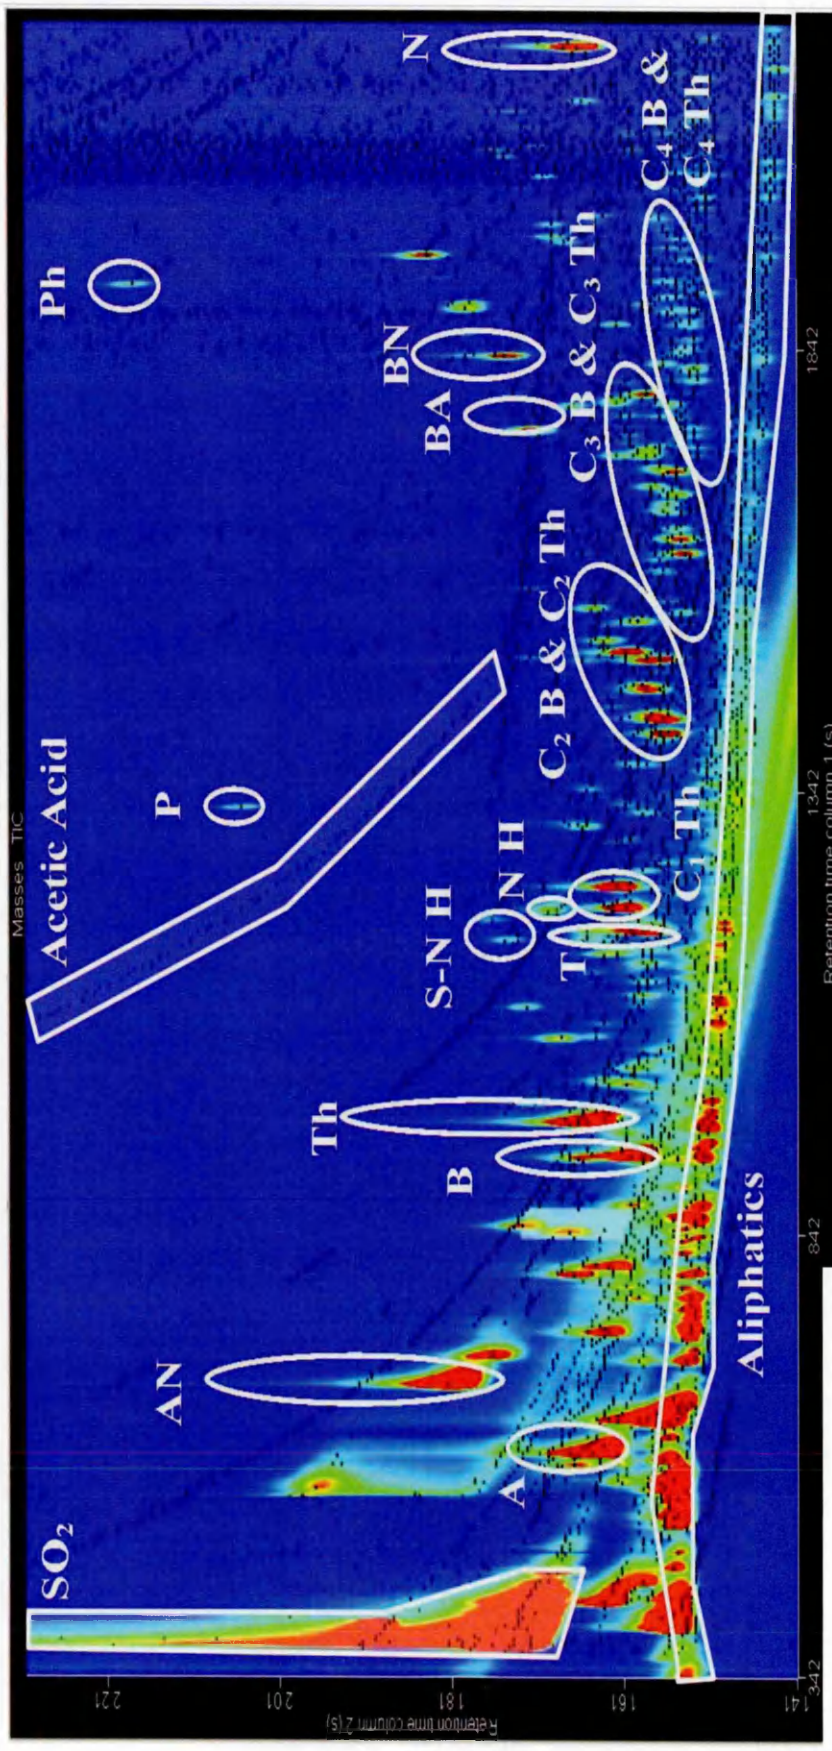 Masses TIC
SO₂
Acetic Acid
Ph
AN
P
Th
BN
N
B
S-N H
BA
A
T
N H
C₂ B & C₂ Th
C₃ B & C₃ Th
C₄ B &
C₄ Th
C₁ Th
Aliphatics
221
201
181
161
141
Retention time column 2(s)
342
842
1342
1842
Retention time column 1 (s)